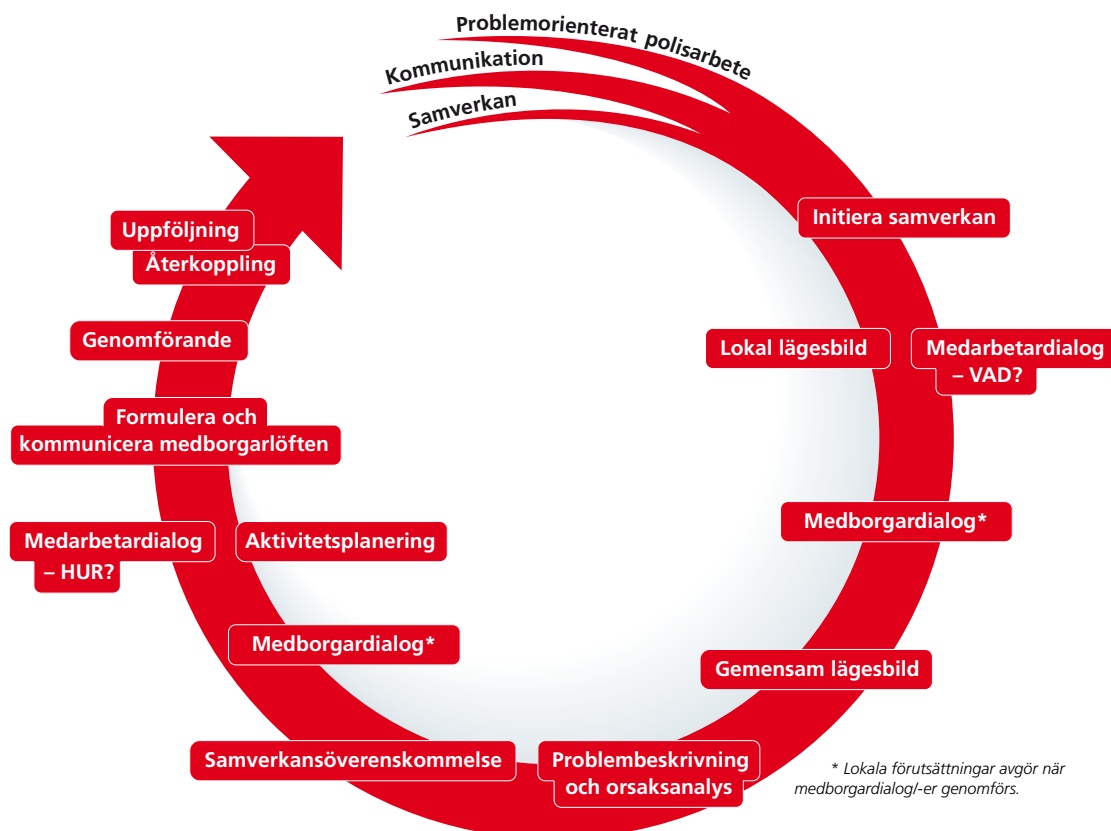 Problemorienterat polisarbete
Kommunikation
Samverkan
Initiera samverkan
Lokal lägesbild
Medarbetardialog
– VAD?
Medborgardialog*
Gemensam lägesbild
Problembeskrivning
och orsaksanalys
Samverkansöverenskommelse
Medborgardialog*
Aktivitetsplanering
Medarbetardialog
– HUR?
Formulera och
kommunicera medborgarlöften
Genomförande
Återkoppling
Uppföljning
* Lokala förutsättningar avgör när
medborgardialog/-er genomförs.